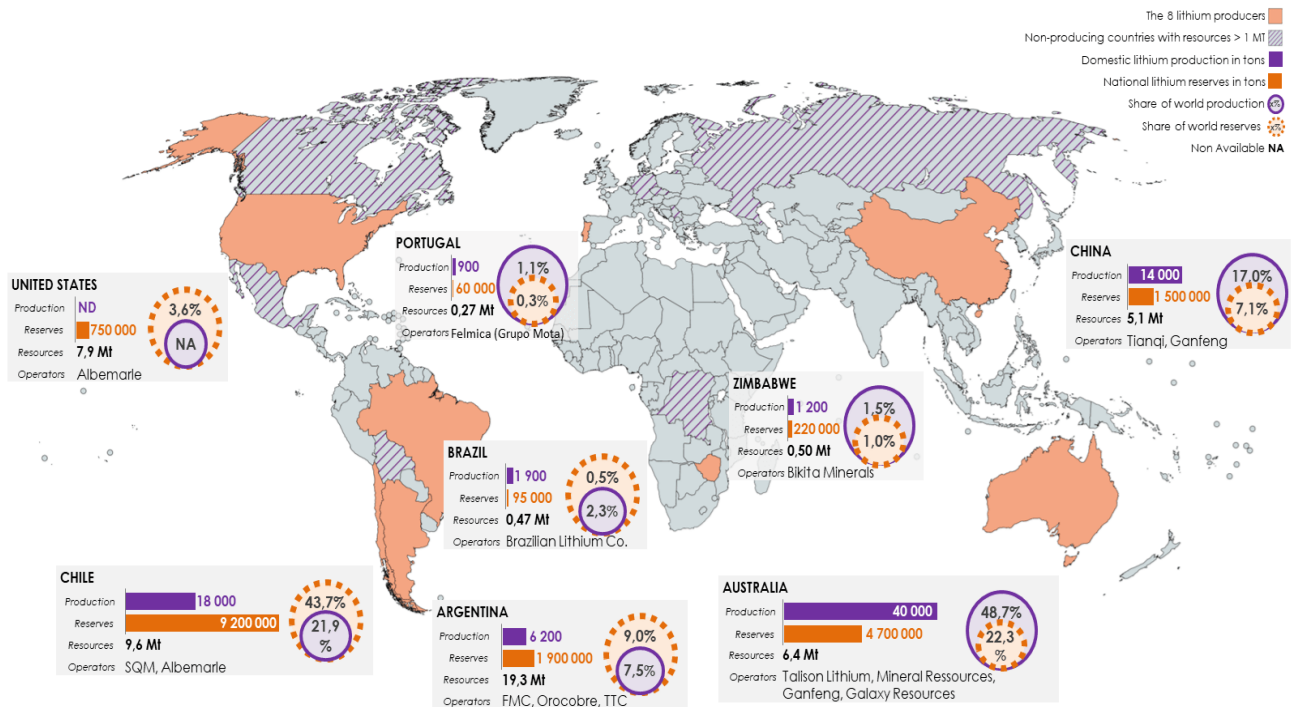 The 8 lithium producers
Non-producing countries with resources > 1 MT
Domestic lithium production in tons
National lithium reserves in tons
Share of world production x%
Share of world reserves x%
Non Available NA
UNITED STATES
Production ND
Reserves 750 000
Resources 7,9 Mt
Operators Albemarle
3,6%
NA
PORTUGAL
Production 900
Reserves 60 000
Resources 0,27 Mt
Operators Felmica (Grupo Mota)
1,1%
0,3%
CHINA
Production 14 000
Reserves 1 500 000
Resources 5,1 Mt
Operators Tianqi, Ganfeng
17,0%
7,1%
ZIMBABWE
Production 1 200
Reserves 220 000
Resources 0,50 Mt
Operators Bikita Minerals
1,5%
1,0%
BRAZIL
Production 1 900
Reserves 95 000
Resources 0,47 Mt
Operators Brazilian Lithium Co.
0,5%
2,3%
CHILE
Production 18 000
Reserves 9 200 000
Resources 9,6 Mt
Operators SQM, Albemarle
43,7%
21,9
%
ARGENTINA
Production 6 200
Reserves 1 900 000
Resources 19,3 Mt
Operators FMC, Orocobre, TTC
9,0%
7,5%
AUSTRALIA
Production 40 000
Reserves 4 700 000
Resources 6,4 Mt
Operators Talison Lithium, Mineral Ressources,
Ganfeng, Galaxy Resources
48,7%
22,3
%